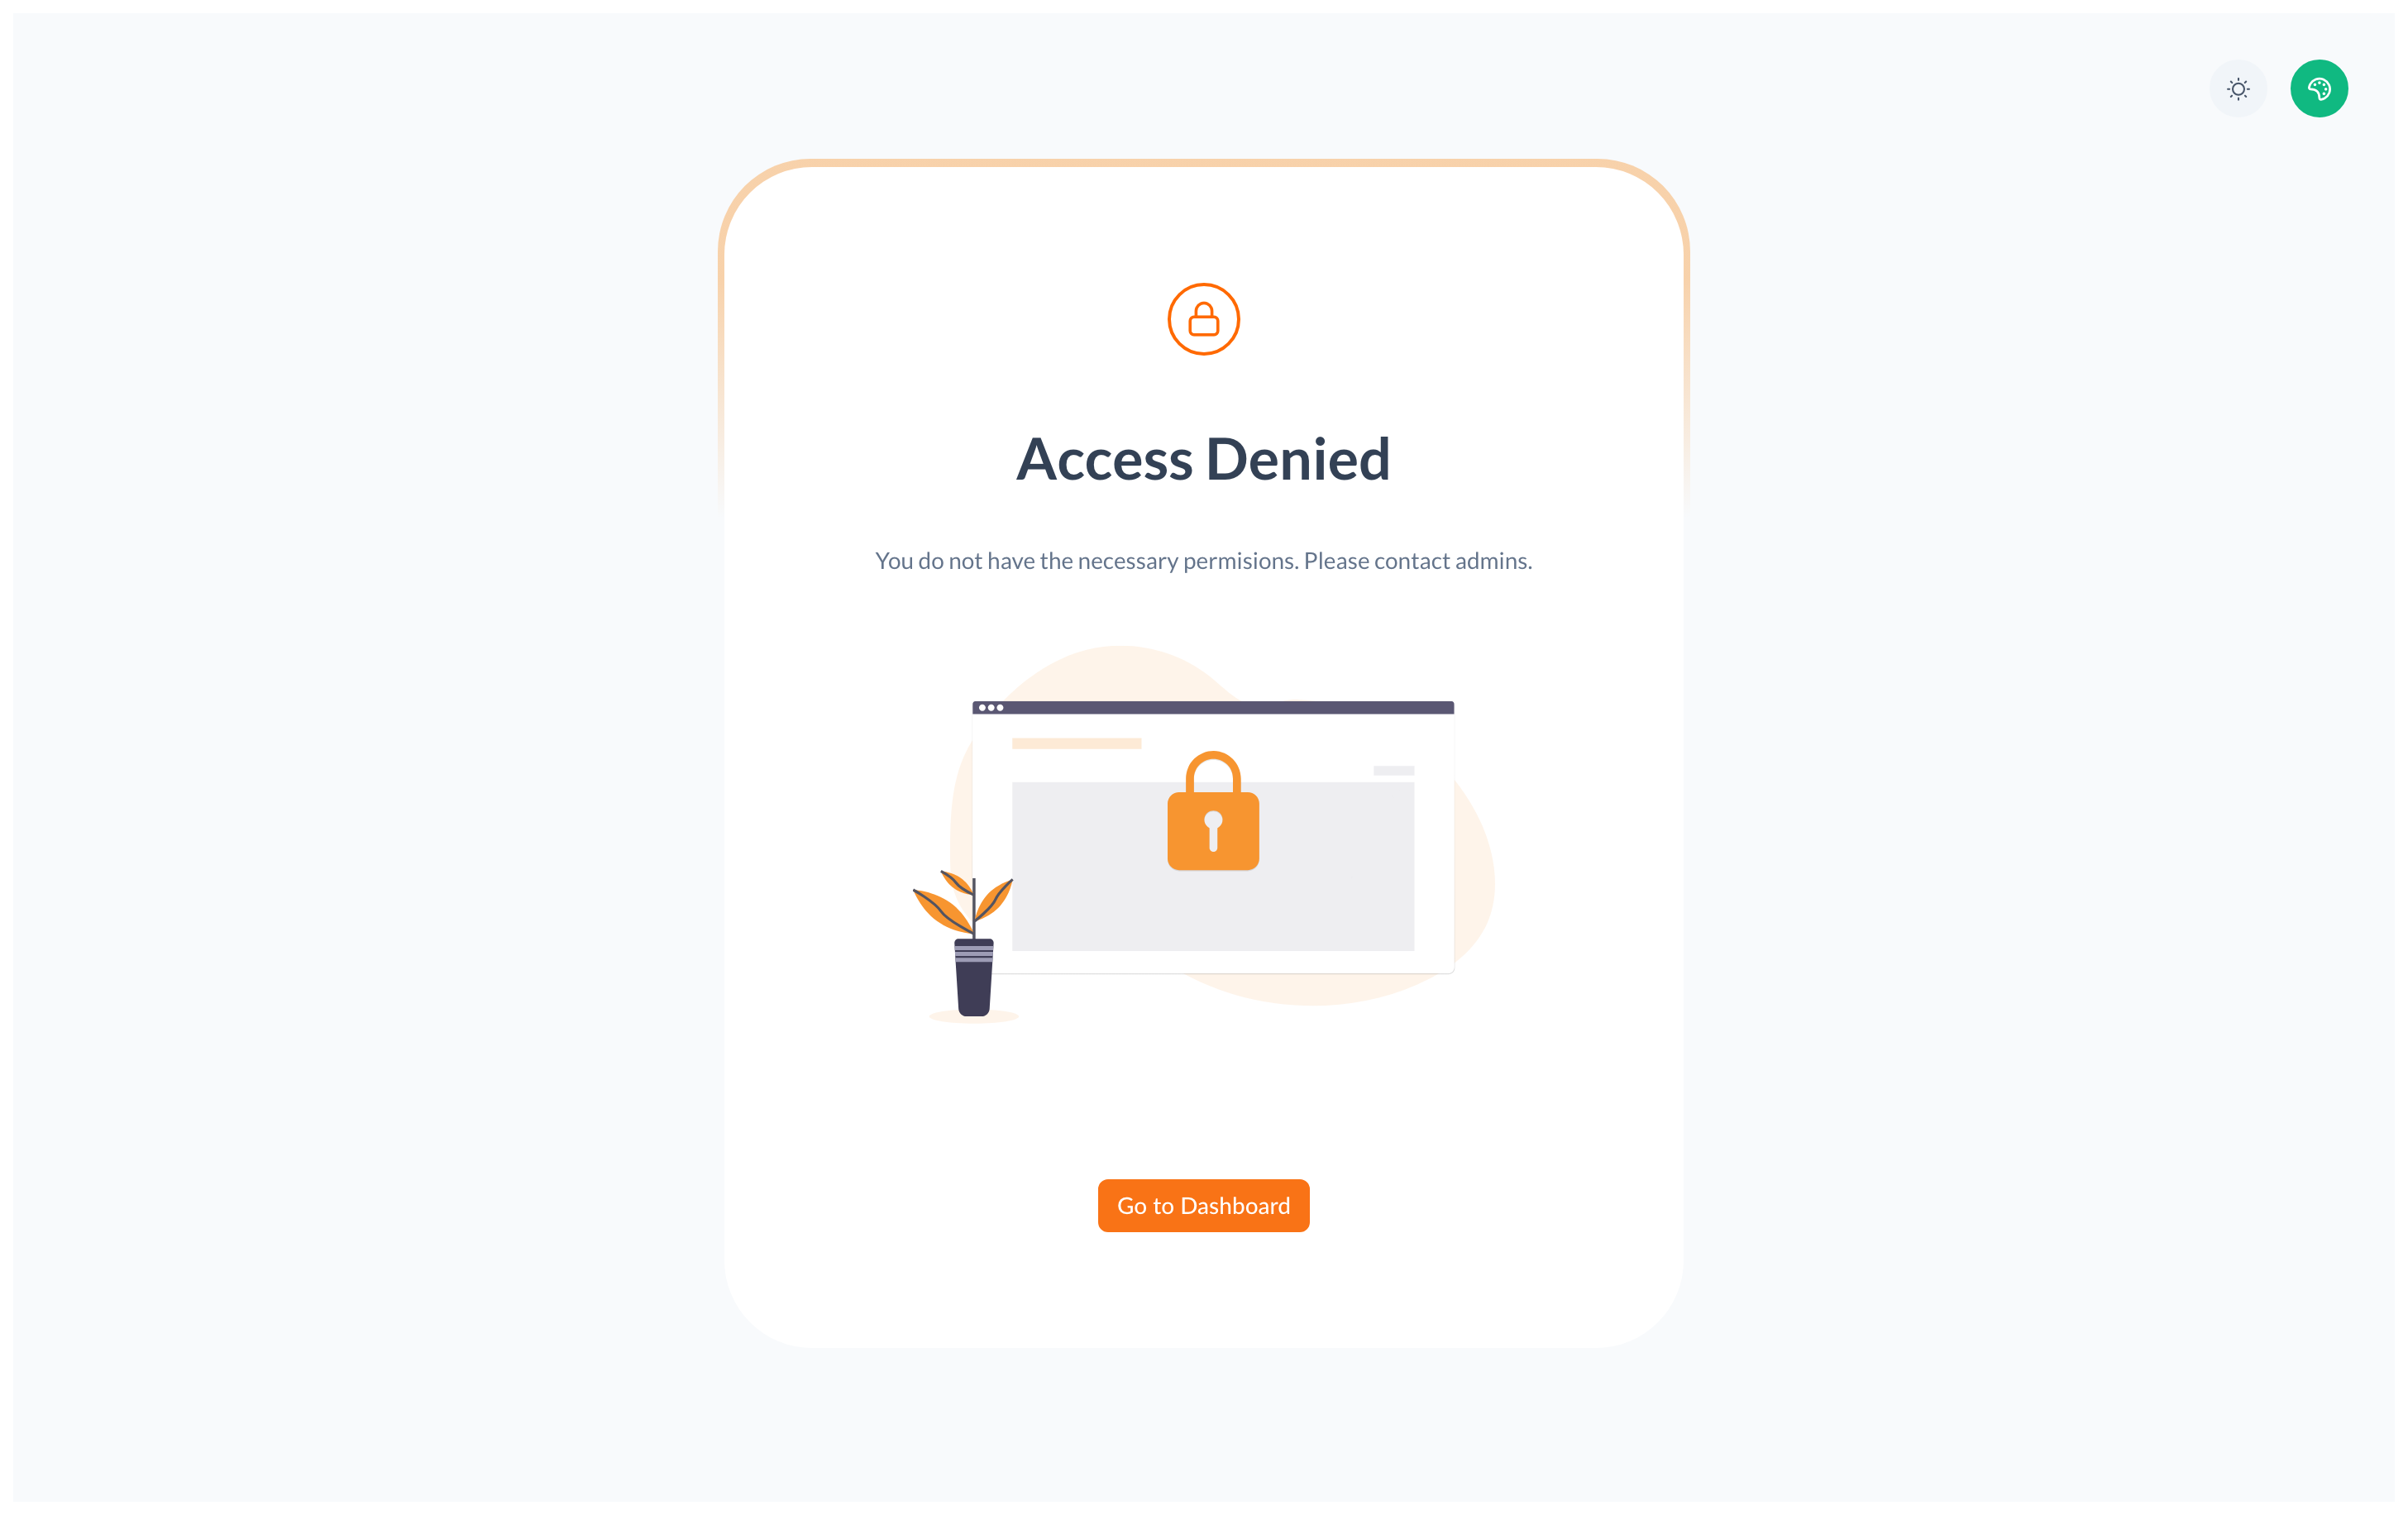 Access Denied
You do not have the necessary permisions. Please contact admins.
Go to Dashboard